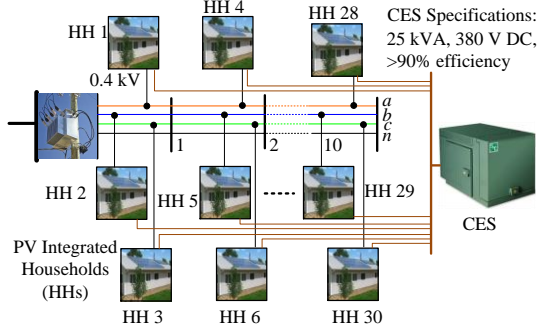 HH 1
HH 4
HH 28
CES Specifications:
25 kVA, 380 V DC,
>90% efficiency
0.4 kV
a
b
c
n
1
2
10
HH 2
HH 5
HH 29
CES
PV Integrated
Households
(HHs)
HH 3
HH 6
HH 30